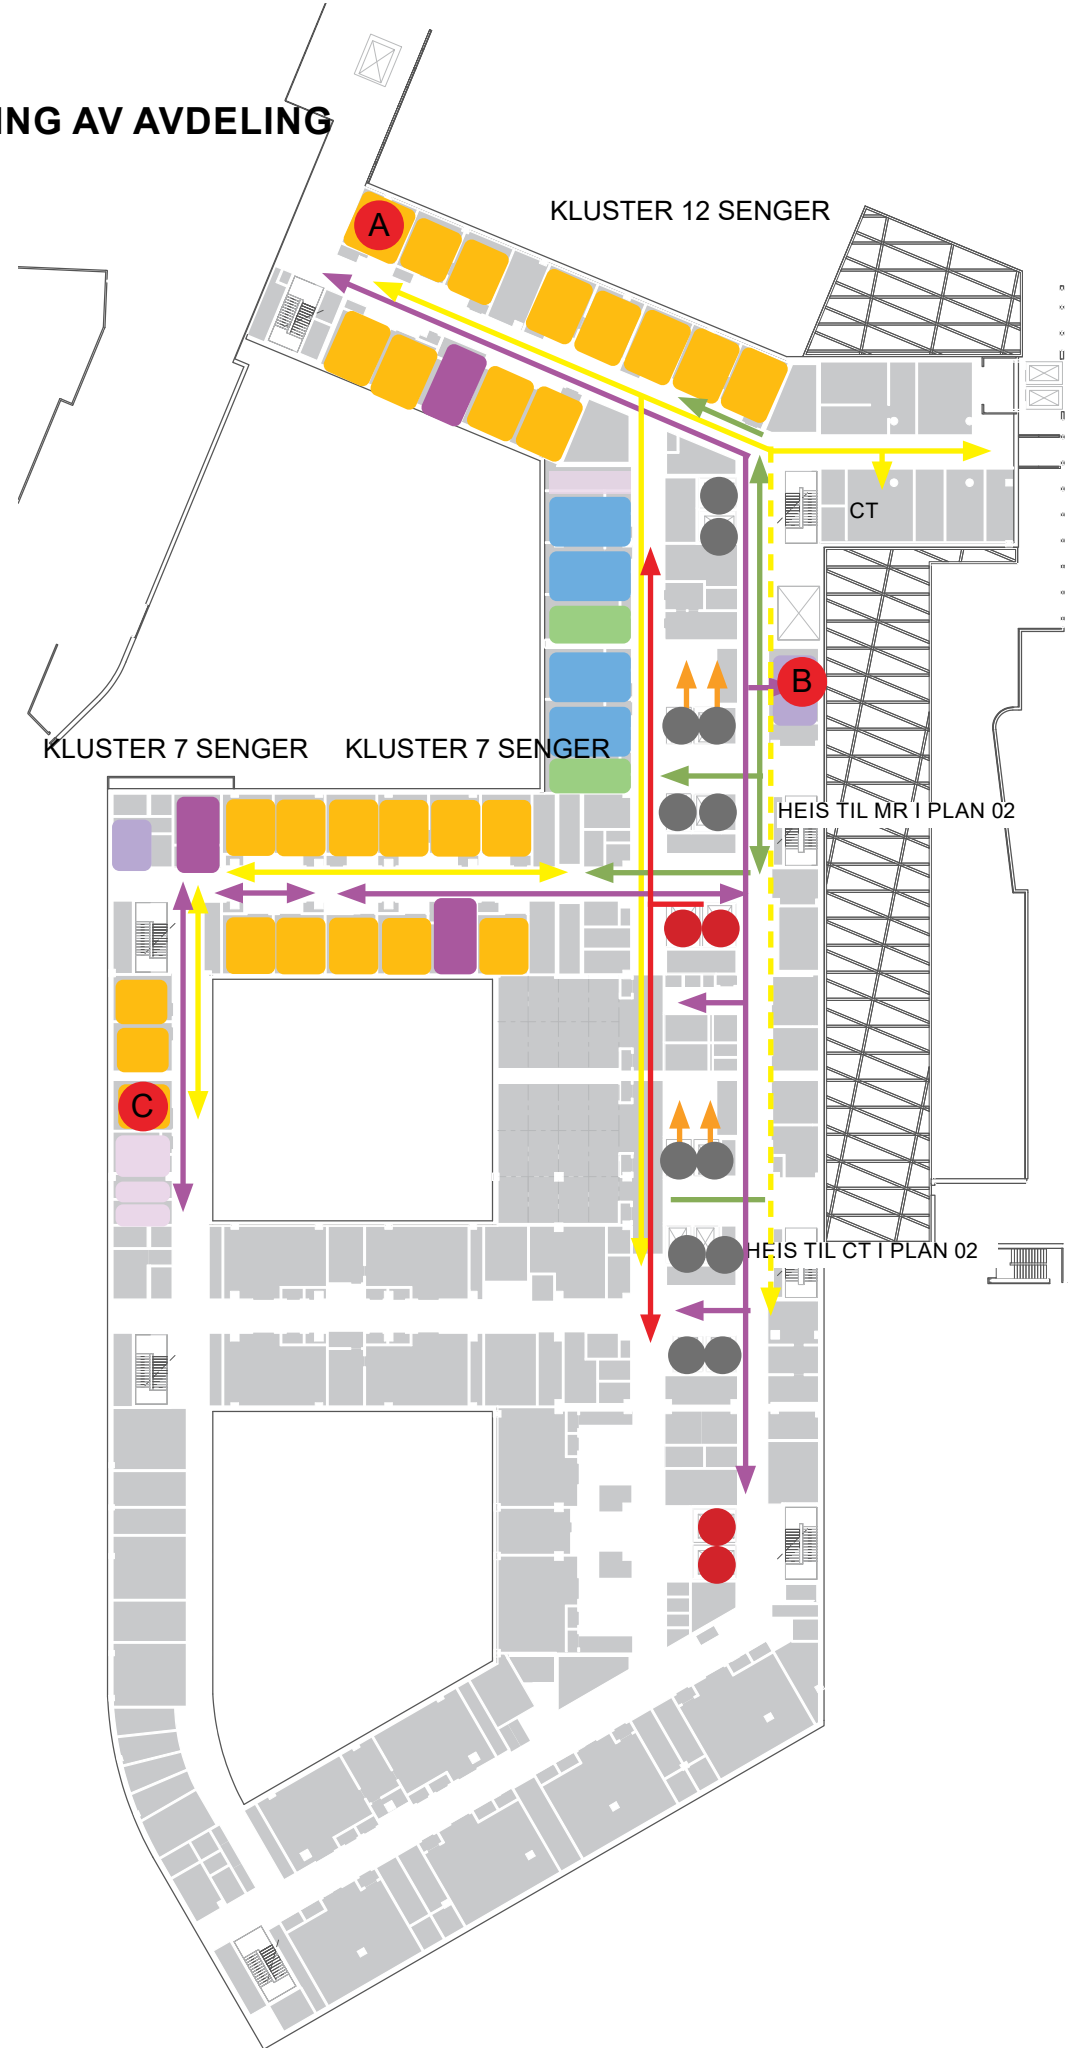 ING AV AVDELING
KLUSTER 12 SENGER
A
CT
B
KLUSTER 7 SENGER
KLUSTER 7 SENGER
HEIS TIL MR I PLAN 02
C
HEIS TIL CT I PLAN 02